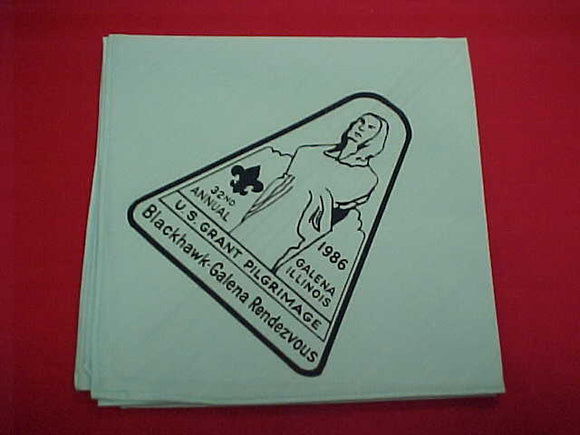 32ND
ANNUAL
1986
GALENA
ILLINOIS
U.S. GRANT PILGRIMAGE
Blackhawk-Galena Rendezvous